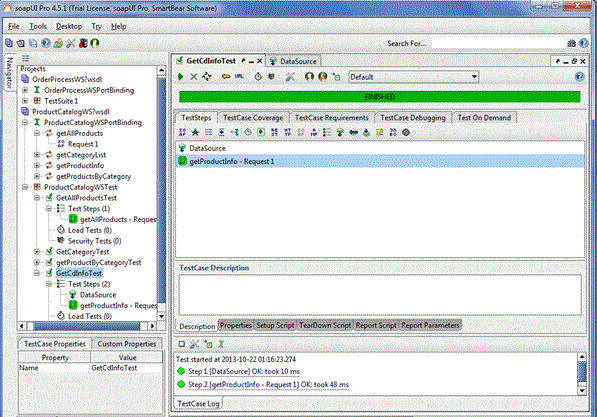 soapUI Pro 4.5.1 (Trial License, soapUI Pro, SmartBear Software)
File Tools Desktop Try Help
Search For...
Navigator
Projects
OrderProcessWS?wsdl
OrderProcessWSPortBinding
TestSuite 1
ProductCatalogWS?wsdl
ProductCatalogWSPortBinding
getAllProducts
Request 1
getCategoryList
getProductInfo
getProductsByCategory
ProductCatalogWSTest
GetAllProductsTest
Test Steps (1)
getAllProducts - Reques
Load Tests (0)
Security Tests (0)
GetCategoryTest
getProductByCategoryTest
GetCdInfoTest
Test Steps (2)
DataSource
getProductInfo - Reques
Load Tests (0)
TestCase Properties Custom Properties
Property Value
Name GetCdInfoTest
GetCdInfoTest DataSource
URL Default
FINISHED
TestSteps TestCase Coverage TestCase Requirements TestCase Debugging Test On Demand
DataSource
getProductInfo - Request 1
TestCase Description
Description Properties Setup Script TearDown Script Report Script Report Parameters
Test started at 2013-10-22 01:16:23.274
Step 1 [DataSource] OK: took 10 ms
Step 2 [getProductInfo - Request 1] OK: took 48 ms
TestCase Log